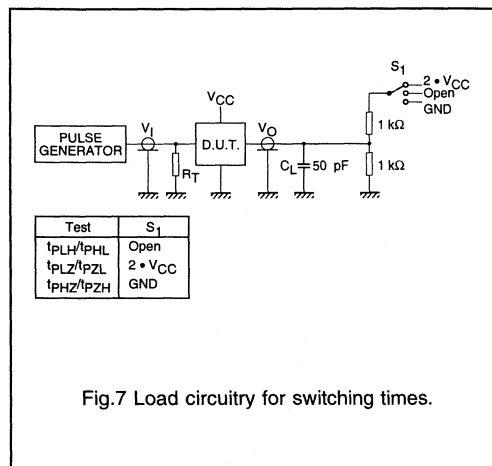 S1
2 • VCC
Open
GND
VCC
PULSE GENERATOR
VI
D.U.T.
VO
1 kΩ
RT
CL
50 pF
1 kΩ
Test S1
tPLH/tPHL Open
tPLZ/tPZL 2 • VCC
tPHZ/tPZH GND
Fig.7 Load circuitry for switching times.